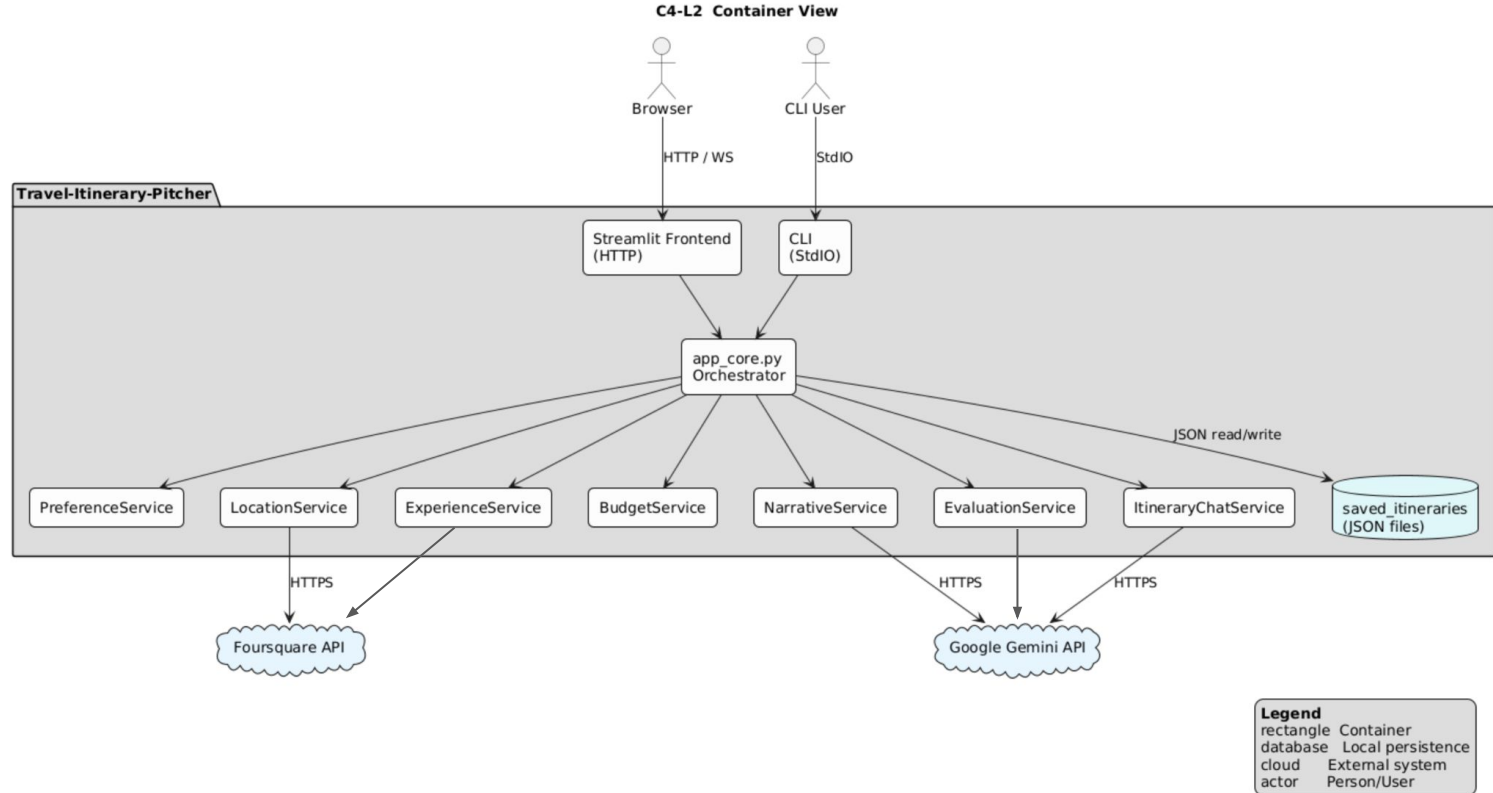 C4-L2 Container View
Browser
CLI User
HTTP / WS
StdIO
Travel-Itinerary-Pitcher
Streamlit Frontend
(HTTP)
CLI
(StdIO)
app_core.py
Orchestrator
JSON read/write
PreferenceService
LocationService
ExperienceService
BudgetService
NarrativeService
EvaluationService
ItineraryChatService
saved_itineraries
(JSON files)
HTTPS
HTTPS
HTTPS
Foursquare API
Google Gemini API
Legend
rectangle Container
database Local persistence
cloud External system
actor Person/User